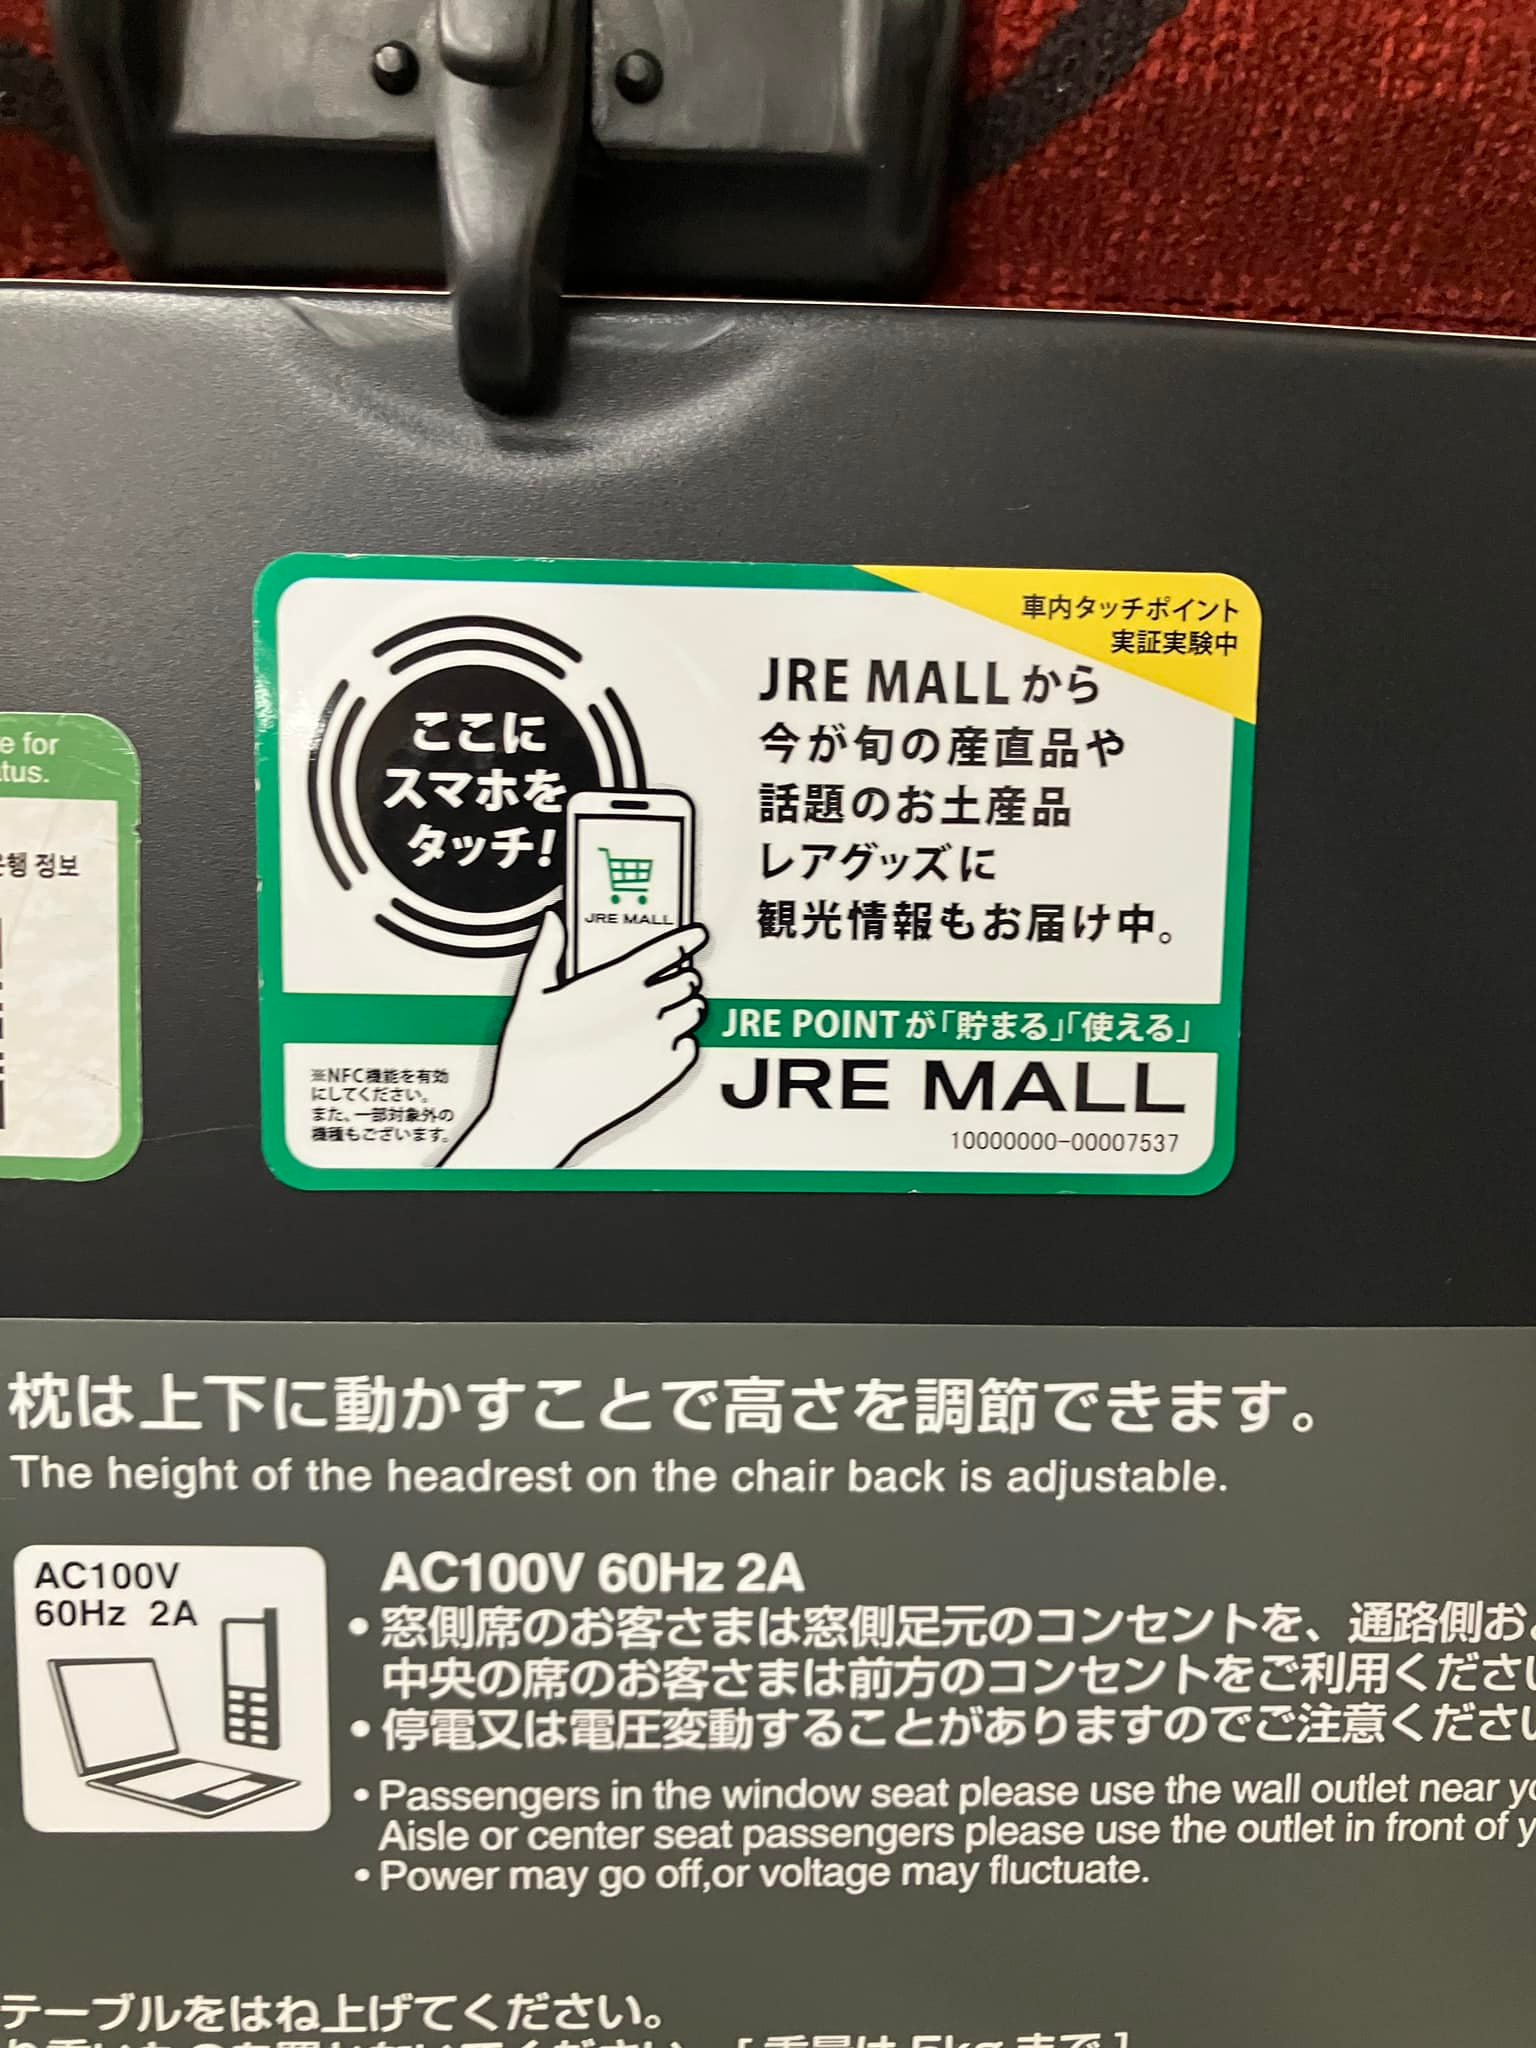 e for
tus.
행 정보
車内タッチポイント
実証実験中
ここに
スマホを
タッチ!
JRE MALL
JRE MALLから
今が旬の産直品や
話題のお土産品
レアグッズに
観光情報もお届け中。
JRE POINTが「貯まる」「使える」
※NFC機能を有効
にしてください。
また、一部対象外の
機種もございます。
JRE MALL
10000000-00007537
枕は上下に動かすことで高さを調節できます。
The height of the headrest on the chair back is adjustable.
AC100V
60Hz 2A
AC100V 60Hz 2A
•窓側席のお客さまは窓側足元のコンセントを、通路側お
中央の席のお客さまは前方のコンセントをご利用くださ
•停電又は電圧変動することがありますのでご注意くださ
•Passengers in the window seat please use the wall outlet near
Aisle or center seat passengers please use the outlet in front of
•Power may go off,or voltage may fluctuate.
テーブルをはね上げてください。